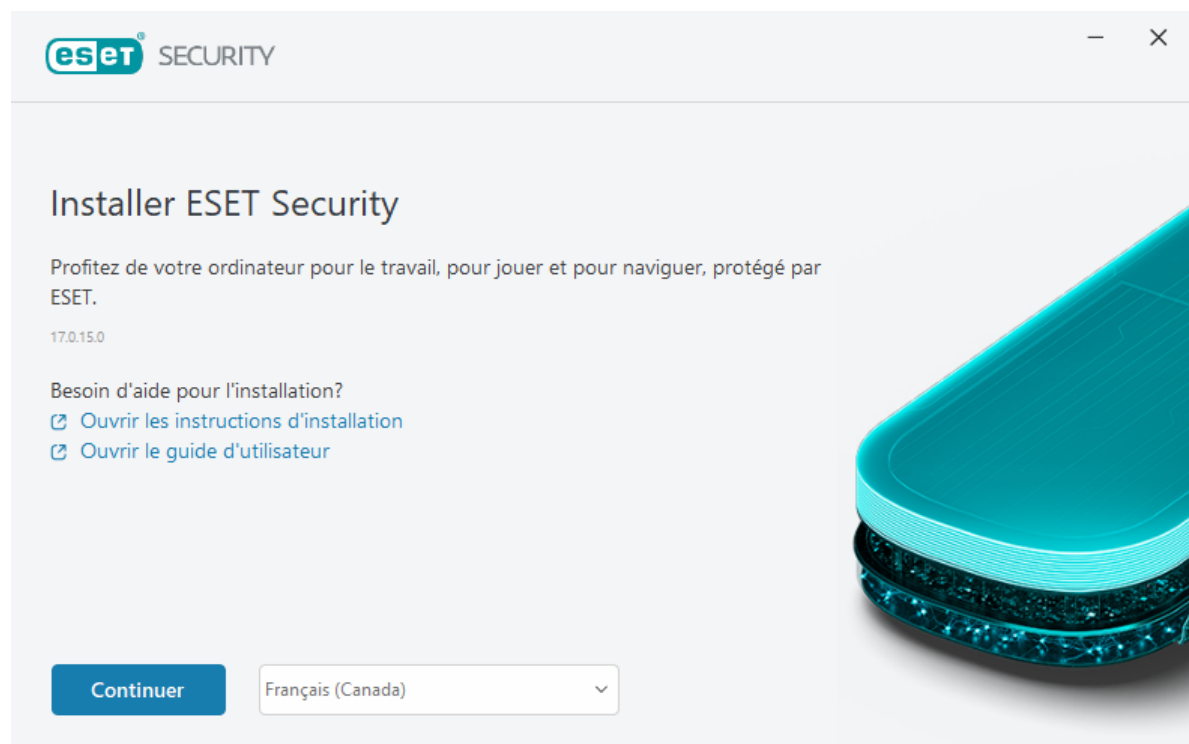 eset® SECURITY
Installer ESET Security
Profitez de votre ordinateur pour le travail, pour jouer et pour naviguer, protégé par
ESET.
17.0.15.0
Besoin d'aide pour l'installation?
Ouvrir les instructions d'installation
Ouvrir le guide d'utilisateur
Continuer
Français (Canada)